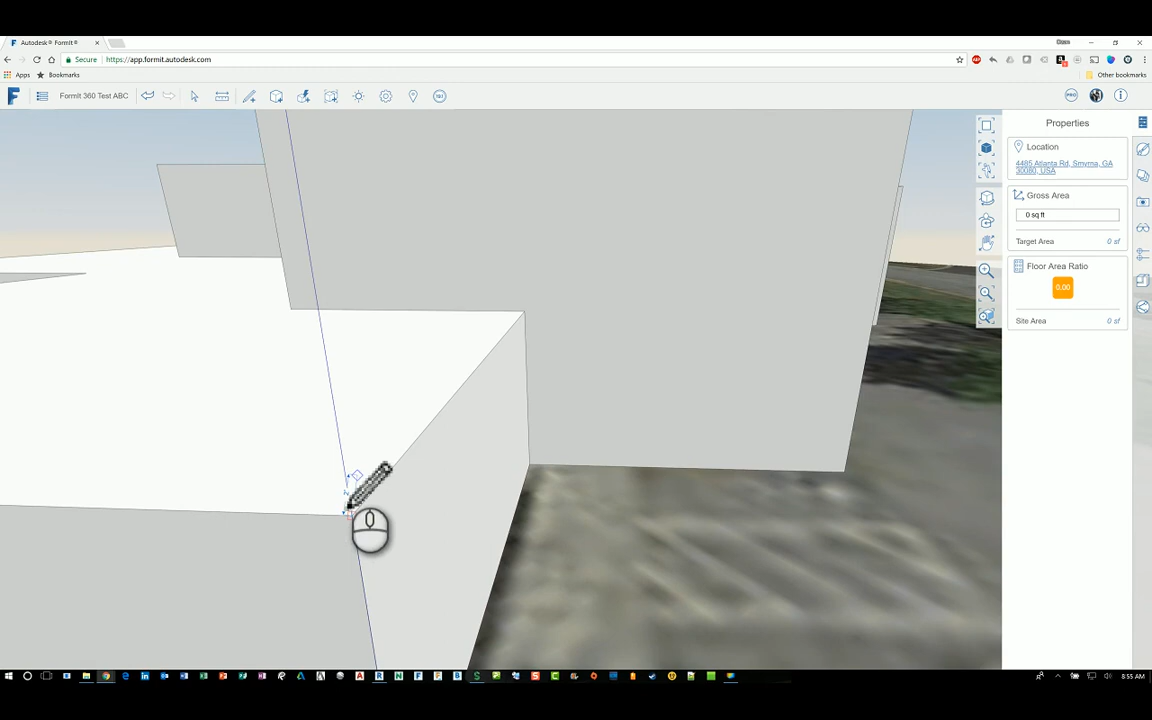 Autodesk® FormIt®
Secure
https://app.formit.autodesk.com
Apps
Bookmarks
Other bookmarks
FormIt 360 Test ABC
PRO
Properties
Location
4485 Atlanta Rd, Smyrna, GA
30080, USA
Gross Area
0 sq ft
Target Area
0 sf
Floor Area Ratio
0.00
Site Area
0 sf
8:55 AM